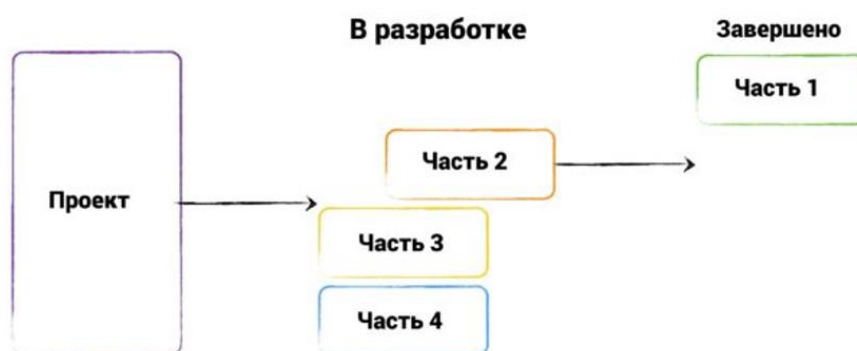 В разработке
Завершено
Часть 1
Часть 2
Проект
Часть 3
Часть 4